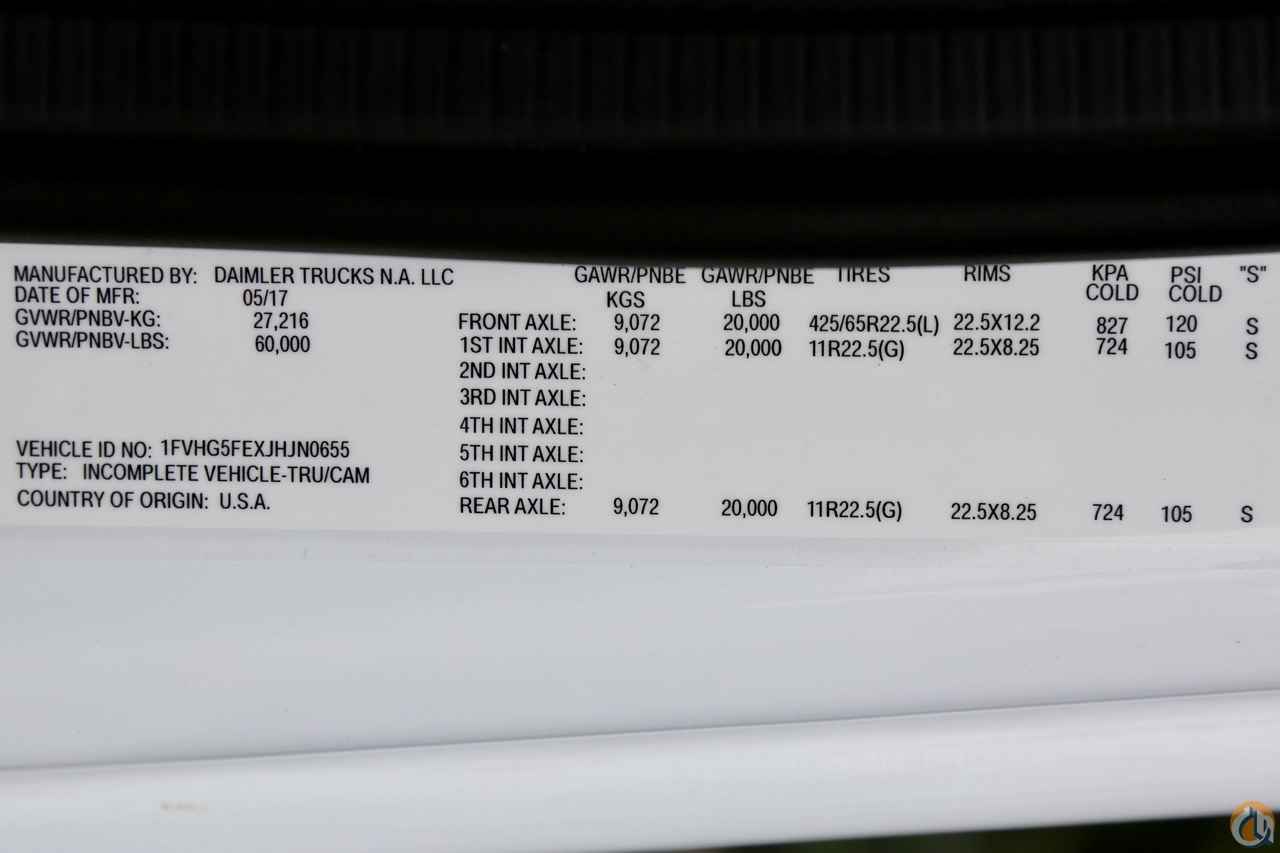 MANUFACTURED BY: DAIMLER TRUCKS N.A. LLC
DATE OF MFR: 05/17
GVWR/PNBV-KG: 27,216
GVWR/PNBV-LBS: 60,000
VEHICLE ID NO: 1FVHG5FEXJHJN0655
TYPE: INCOMPLETE VEHICLE-TRU/CAM
COUNTRY OF ORIGIN: U.S.A.
GAWR/PNBE GAWR/PNBE TIRES RIMS KPA PSI "S"
KGS LBS COLD COLD
FRONT AXLE: 9,072 20,000 425/65R22.5(L) 22.5X12.2 827 120 S
1ST INT AXLE: 9,072 20,000 11R22.5(G) 22.5X8.25 724 105 S
2ND INT AXLE:
3RD INT AXLE:
4TH INT AXLE:
5TH INT AXLE:
6TH INT AXLE:
REAR AXLE: 9,072 20,000 11R22.5(G) 22.5X8.25 724 105 S